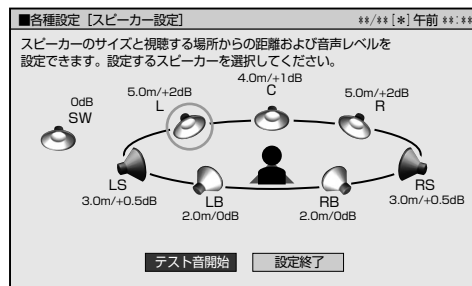 ■各種設定［スピーカー設定］ **/**[*]午前**:**
スピーカーのサイズと視聴する場所からの距離および音声レベルを
設定できます。設定するスピーカーを選択してください。
4.0m/+1dB
C
5.0m/+2dB
L
5.0m/+2dB
R
0dB
SW
LS
3.0m/+0.5dB
LB
2.0m/0dB
RB
2.0m/0dB
RS
3.0m/+0.5dB
テスト音開始 設定終了